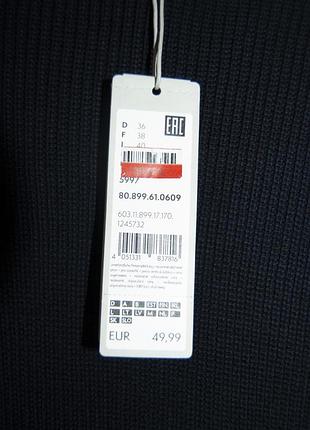 D 36
F 38
I 40
EAC
5997
80.899.61.0609
603.11.899.17.170.
1245732
4 051331 837816
D A B EST FIN NL
L LT LV M P
SK SLO
EUR 49,99